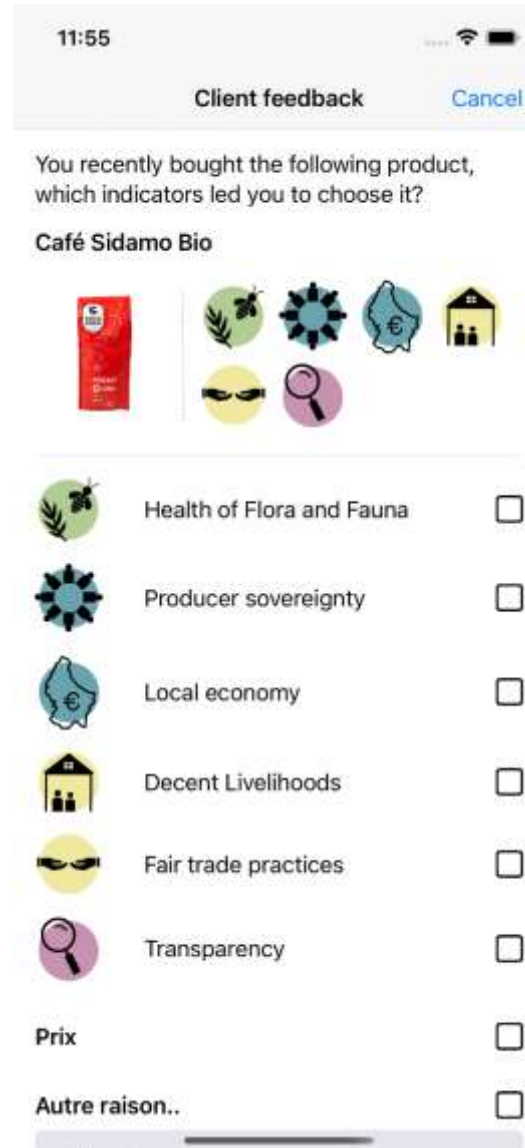 11:55
Client feedback
Cancel
You recently bought the following product,
which indicators led you to choose it?
Café Sidamo Bio
€
Health of Flora and Fauna
Producer sovereignty
€
Local economy
Decent Livelihoods
Fair trade practices
Transparency
Prix
Autre raison..